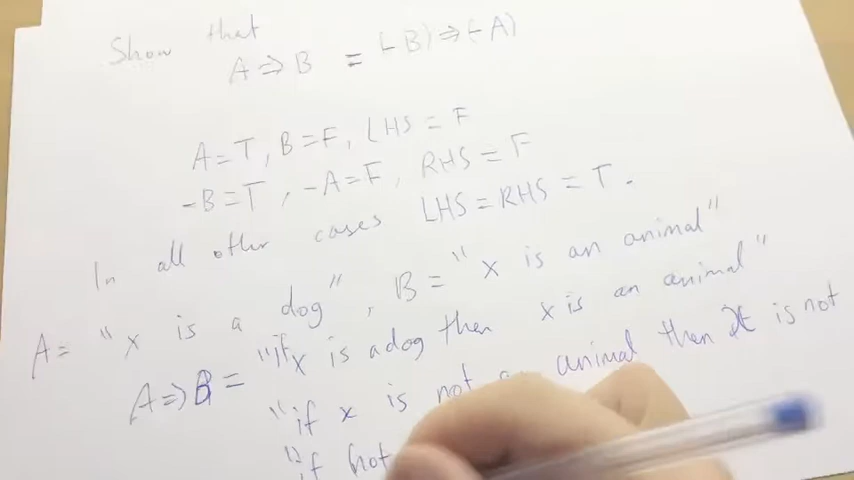 Show that
A => B = (-B) => (-A)
A = T, B = F, LHS = F
-B = T, -A = F, RHS = F
In all other cases LHS = RHS = T.
A = "x is a dog", B = "x is an animal"
A => B = "if x is a dog then x is an animal"
"if x is not an animal then x is not
"if not